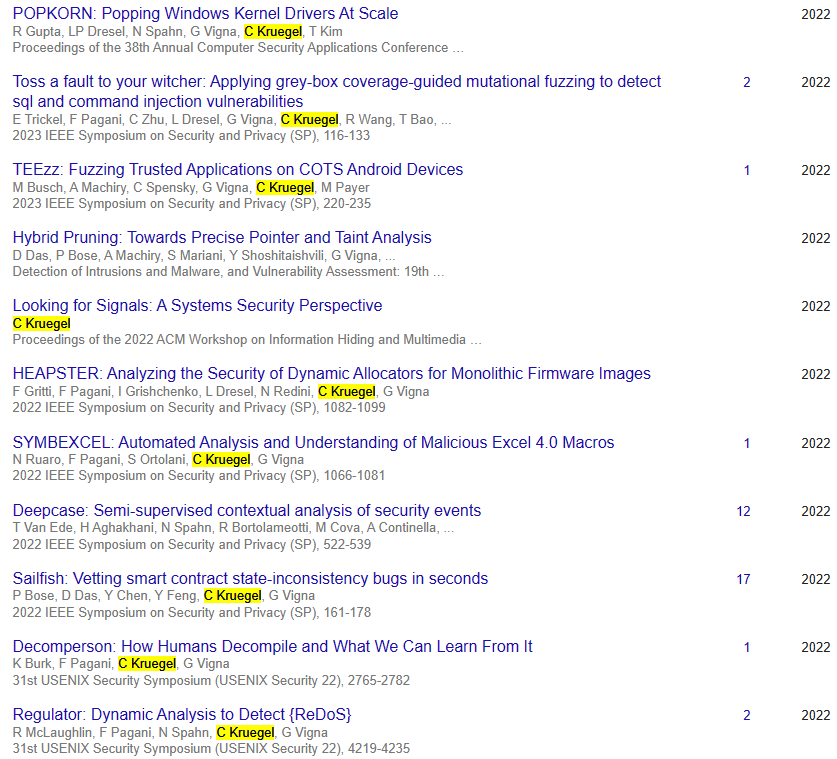 POPKORN: Popping Windows Kernel Drivers At Scale 2022
R Gupta, LP Dresel, N Spahn, G Vigna, C Kruegel, T Kim
Proceedings of the 38th Annual Computer Security Applications Conference …
Toss a fault to your witcher: Applying grey-box coverage-guided mutational fuzzing to detect 2 2022
sql and command injection vulnerabilities
E Trickel, F Pagani, C Zhu, L Dresel, G Vigna, C Kruegel, R Wang, T Bao, ...
2023 IEEE Symposium on Security and Privacy (SP), 116-133
TEEzz: Fuzzing Trusted Applications on COTS Android Devices 1 2022
M Busch, A Machiry, C Spensky, G Vigna, C Kruegel, M Payer
2023 IEEE Symposium on Security and Privacy (SP), 220-235
Hybrid Pruning: Towards Precise Pointer and Taint Analysis 2022
D Das, P Bose, A Machiry, S Mariani, Y Shoshitaishvili, G Vigna, ...
Detection of Intrusions and Malware, and Vulnerability Assessment: 19th …
Looking for Signals: A Systems Security Perspective 2022
C Kruegel
Proceedings of the 2022 ACM Workshop on Information Hiding and Multimedia …
HEAPSTER: Analyzing the Security of Dynamic Allocators for Monolithic Firmware Images 2022
F Gritti, F Pagani, I Grishchenko, L Dresel, N Redini, C Kruegel, G Vigna
2022 IEEE Symposium on Security and Privacy (SP), 1082-1099
SYMBEXCEL: Automated Analysis and Understanding of Malicious Excel 4.0 Macros 1 2022
N Ruaro, F Pagani, S Ortolani, C Kruegel, G Vigna
2022 IEEE Symposium on Security and Privacy (SP), 1066-1081
Deepcase: Semi-supervised contextual analysis of security events 12 2022
T Van Ede, H Aghakhani, N Spahn, R Bortolameotti, M Cova, A Continella, ...
2022 IEEE Symposium on Security and Privacy (SP), 522-539
Sailfish: Vetting smart contract state-inconsistency bugs in seconds 17 2022
P Bose, D Das, Y Chen, Y Feng, C Kruegel, G Vigna
2022 IEEE Symposium on Security and Privacy (SP), 161-178
Decomperson: How Humans Decompile and What We Can Learn From It 1 2022
K Burk, F Pagani, C Kruegel, G Vigna
31st USENIX Security Symposium (USENIX Security 22), 2765-2782
Regulator: Dynamic Analysis to Detect {ReDoS} 2 2022
R McLaughlin, F Pagani, N Spahn, C Kruegel, G Vigna
31st USENIX Security Symposium (USENIX Security 22), 4219-4235